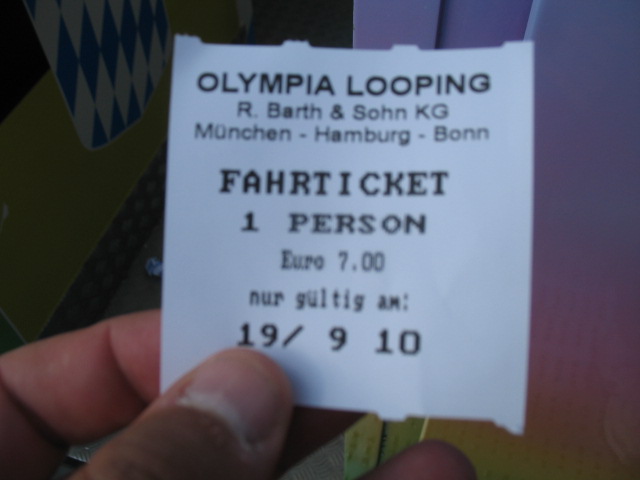 OLYMPIA LOOPING
R. Barth & Sohn KG
München - Hamburg - Bonn
FAHRTICKET
1 PERSON
Euro 7.00
nur gültig am:
19/ 9 10